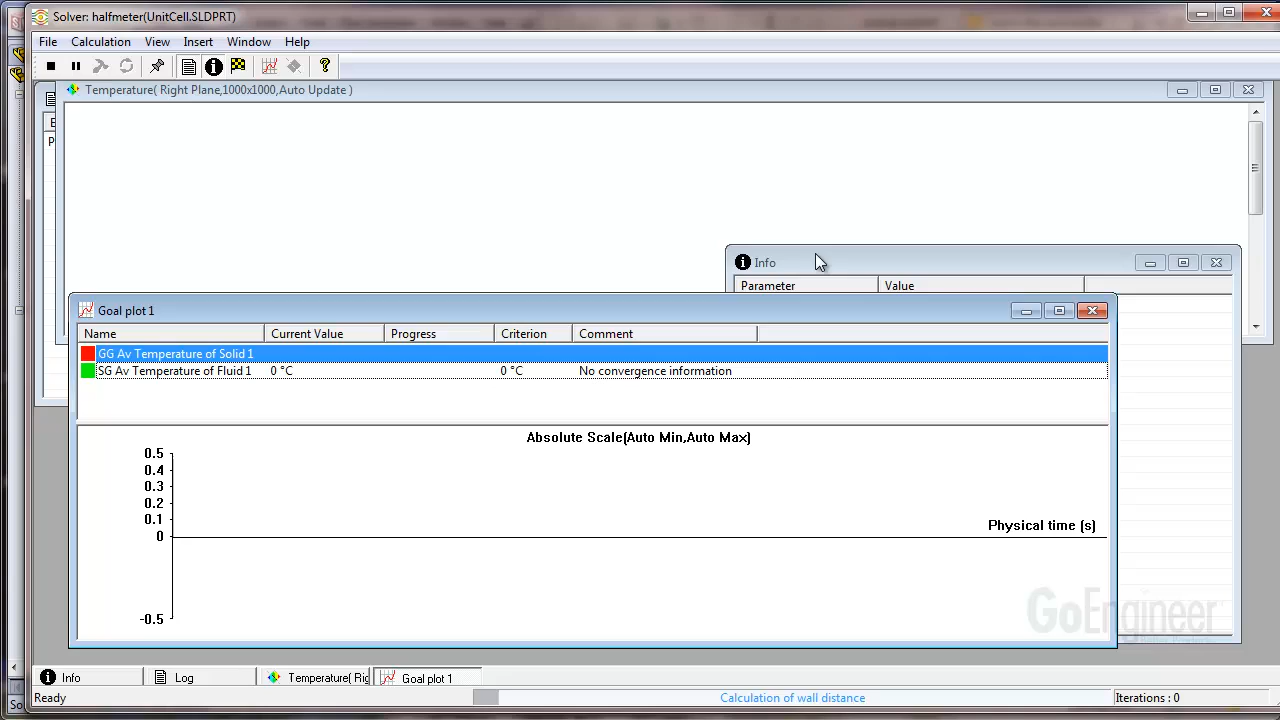 Solver: halfmeter(UnitCell.SLDPRT)
File Calculation View Insert Window Help
Temperature( Right Plane,1000x1000,Auto Update )
Info
Parameter Value
Goal plot 1
Name Current Value Progress Criterion Comment
GG Av Temperature of Solid 1
SG Av Temperature of Fluid 1 0 °C 0 °C No convergence information
Absolute Scale(Auto Min,Auto Max)
0.5
0.4
0.3
0.2
0.1
0
-0.5
Physical time (s)
GoEngineer
Info Log Temperature( Rig Goal plot 1
Ready Calculation of wall distance Iterations : 0